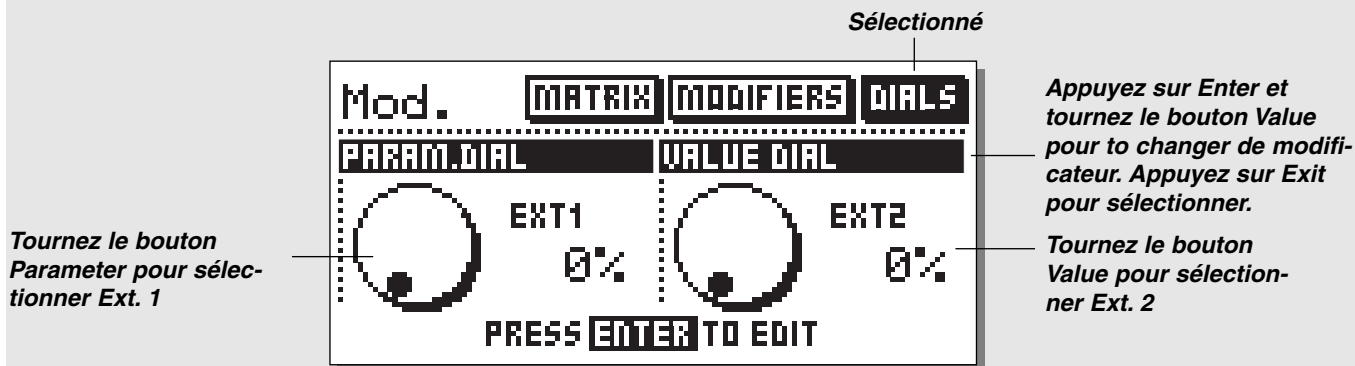 Sélectionné
Mod. MATRIX MODIFIERS DIALS
PARAM.DIAL VALUE DIAL
EXT1 EXT2
0% 0%
PRESS ENTER TO EDIT
Tournez le bouton
Parameter pour sélec-
tionner Ext. 1
Appuyez sur Enter et
tournez le bouton Value
pour to changer de modifi-
cateur. Appuyez sur Exit
pour sélectionner.
Tournez le bouton
Value pour sélection-
ner Ext. 2